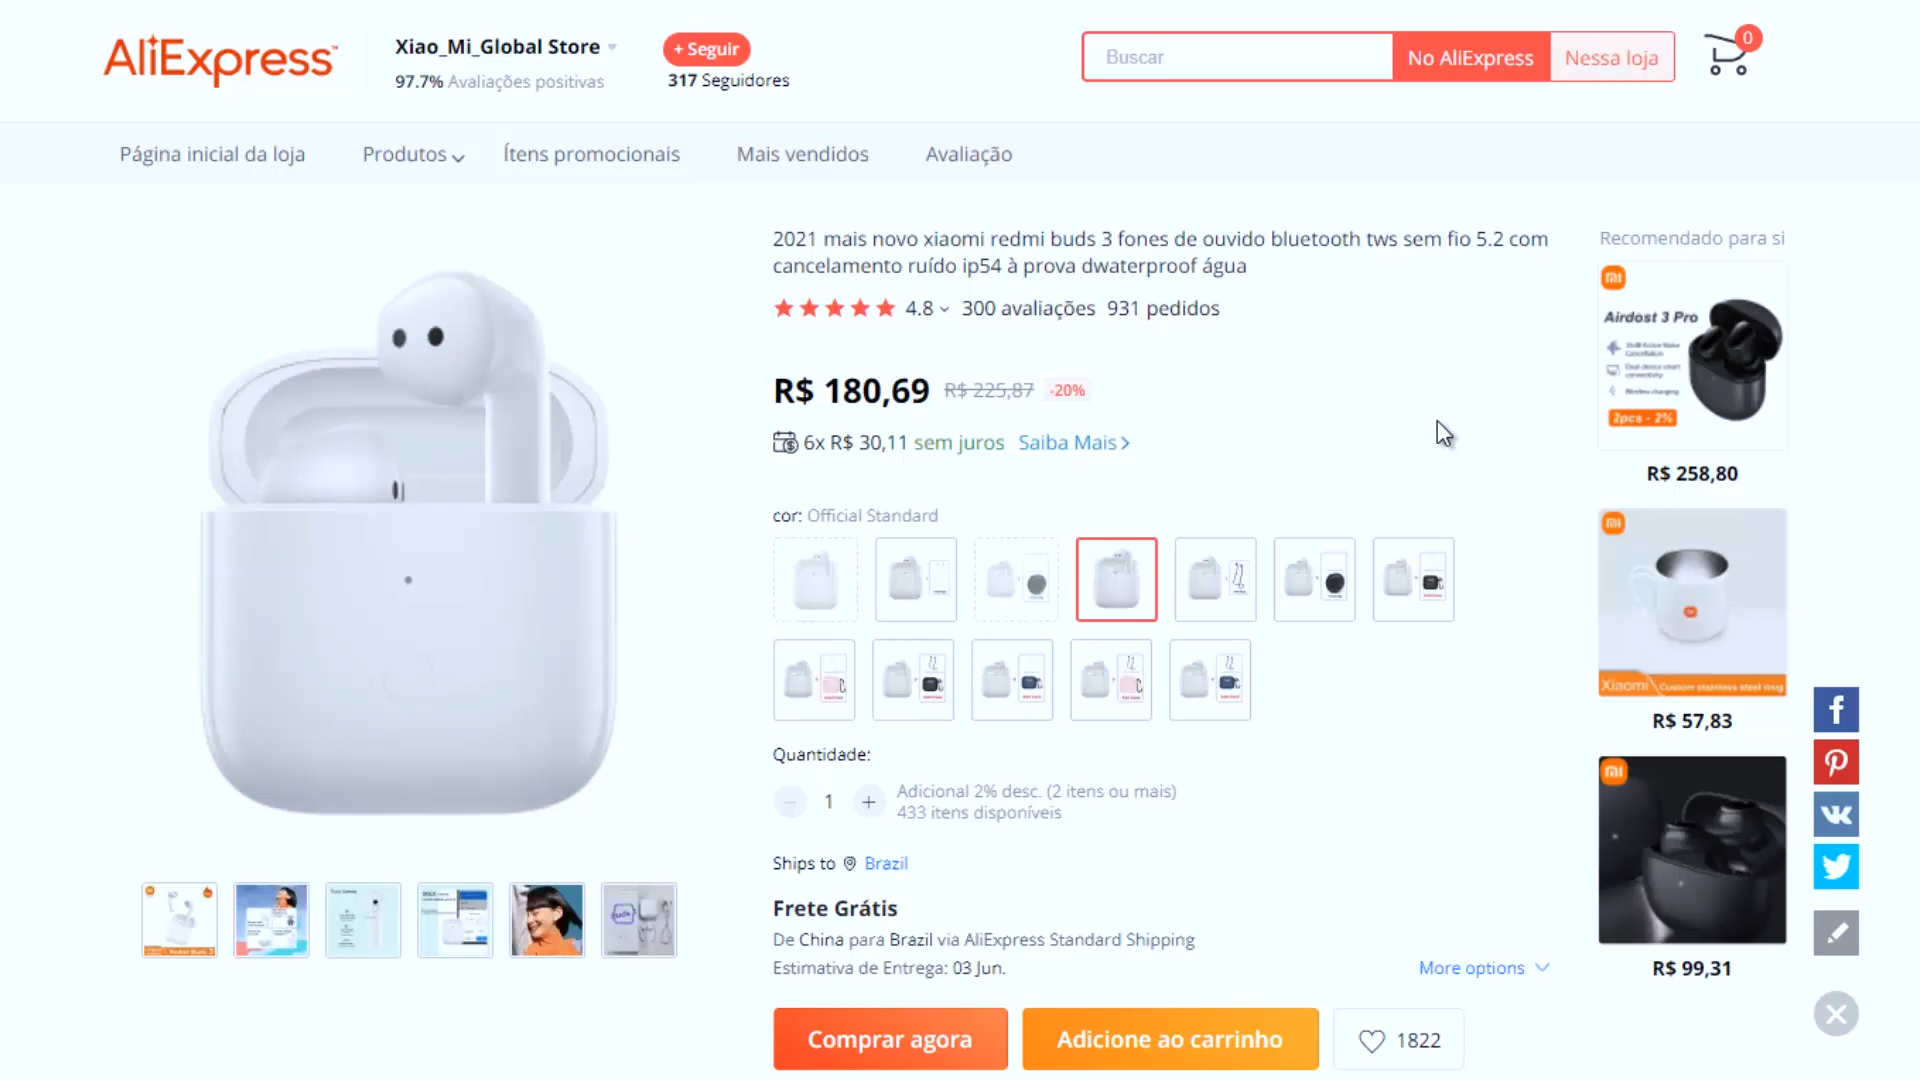 AliExpress
Xiao_Mi_Global Store
97.7% Avaliações positivas
+ Seguir
317 Seguidores
Buscar
No AliExpress
Nessa loja
0
Página inicial da loja
Produtos
Ítens promocionais
Mais vendidos
Avaliação
2021 mais novo xiaomi redmi buds 3 fones de ouvido bluetooth tws sem fio 5.2 com
cancelamento ruído ip54 à prova dwaterproof água
4.8
300 avaliações
931 pedidos
R$ 180,69
R$ 225,87
-20%
6x R$ 30,11 sem juros
Saiba Mais
cor: Official Standard
Quantidade:
1
Adicional 2% desc. (2 itens ou mais)
433 itens disponíveis
Ships to
Brazil
Frete Grátis
De China para Brazil via AliExpress Standard Shipping
Estimativa de Entrega: 03 Jun.
More options
Comprar agora
Adicione ao carrinho
1822
Recomendado para si
Airdost 3 Pro
2pcs - 2%
R$ 258,80
Xiaomi
Custom stainless steel mug
R$ 57,83
R$ 99,31